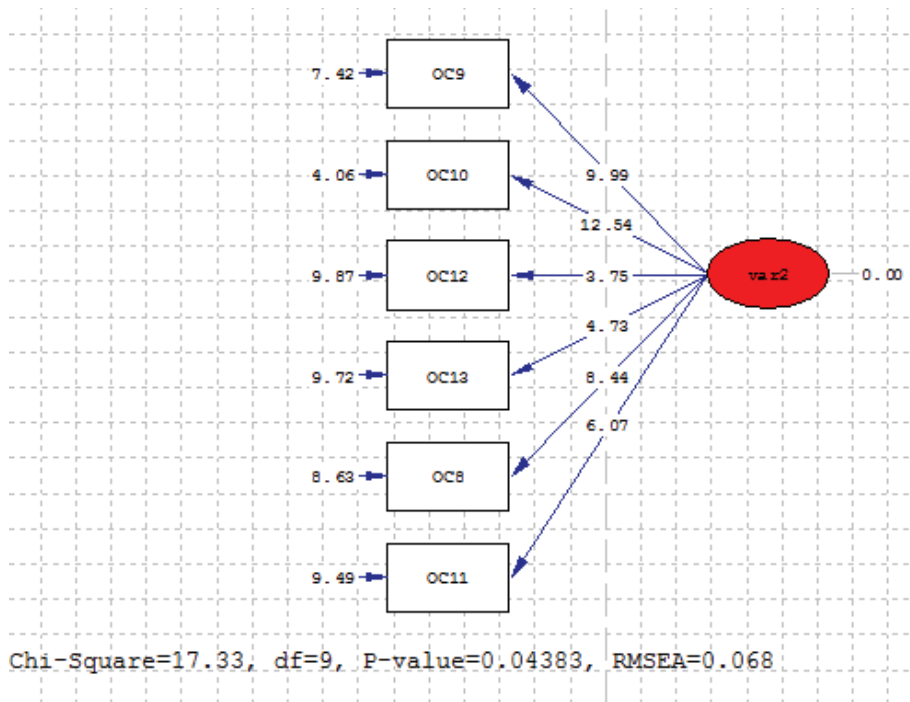 7.42 OC9
9.99
4.06 OC10
12.54
9.87 OC12 3.75 var2 0.00
4.73
9.72 OC13 8.44
6.07
8.63 OC8
9.49 OC11
Chi-Square=17.33, df=9, P-value=0.04383, RMSEA=0.068